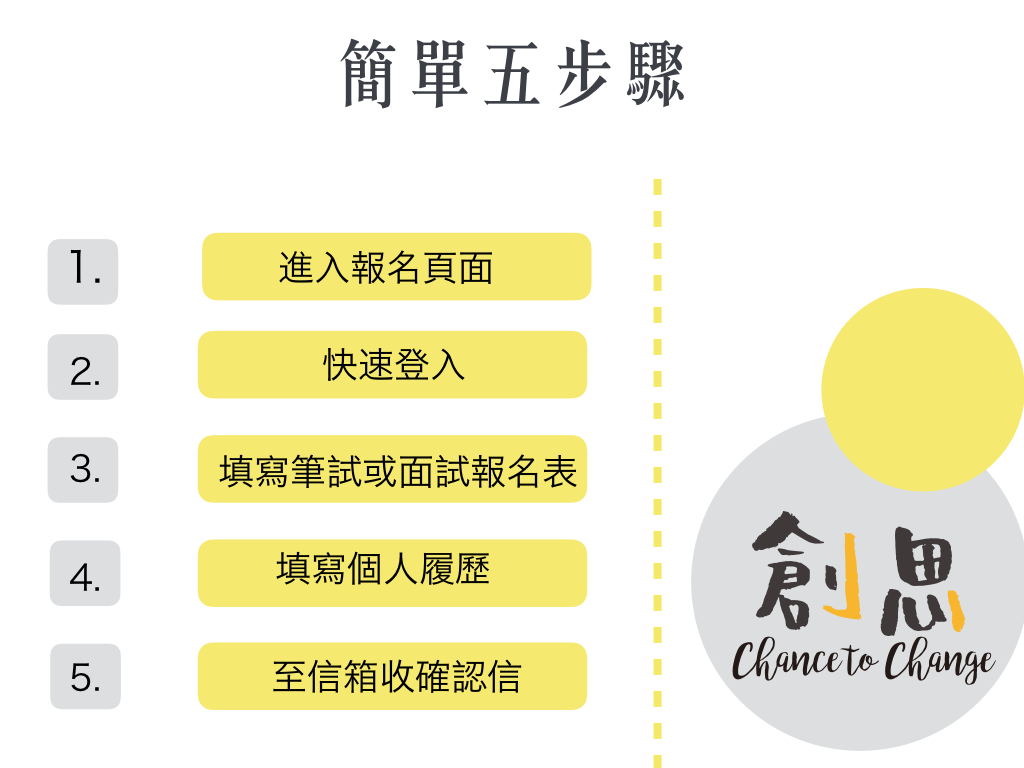 簡單五步驟
1. 進入報名頁面
2. 快速登入
3. 填寫筆試或面試報名表
4. 填寫個人履歷
5. 至信箱收確認信
創思
Chance to Change